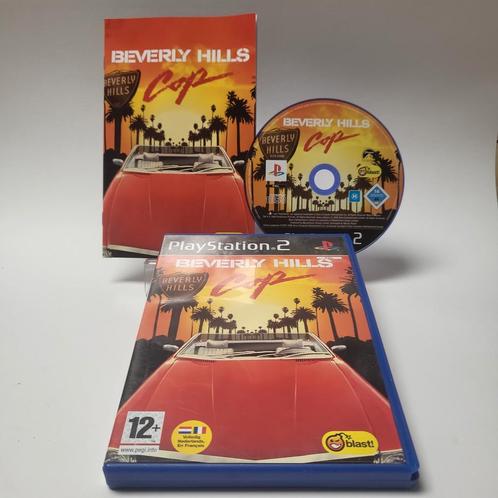 BEVERLY HILLS
Cop
BEVERLY
HILLS
BEVERLY HILLS
Cop
BEVERLY
HILLS
blast!
2
PlayStation.2
BEVERLY HILLS
Cop
BEVERLY
HILLS
12+
www.pegi.info
Volledig
Nederlands,
En Français
blast!